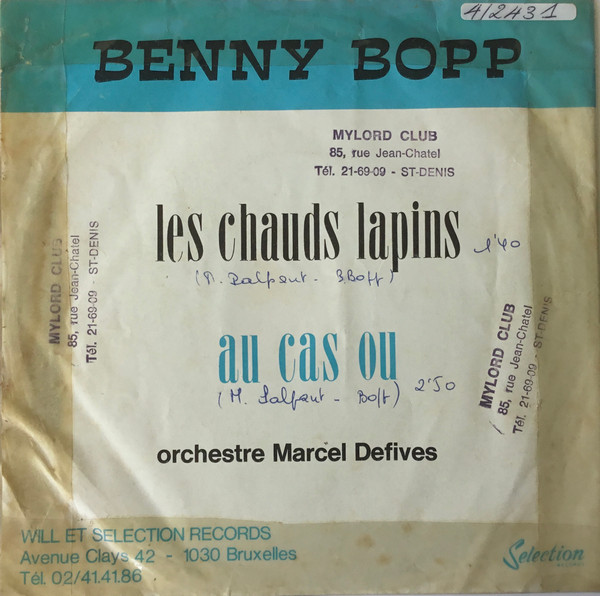 4/2431
BENNY BOPP
MYLORD CLUB
85, rue Jean-Chatel
Tél. 21-69-09 - ST-DENIS
les chauds lapins 1'40
B.Bopp)
MYLORD CLUB
85, rue Jean-Chatel
Tél. 21-69-09 - ST-DENIS
au cas ou 2'50
(M. - Bopp)
MYLORD CLUB
85, rue Jean-Chatel
Tél. 21-69-09 - ST-DENIS
orchestre Marcel Defives
WILL ET SELECTION RECORDS
Avenue Clays 42 - 1030 Bruxelles
Tél. 02/41.41.86
Selection